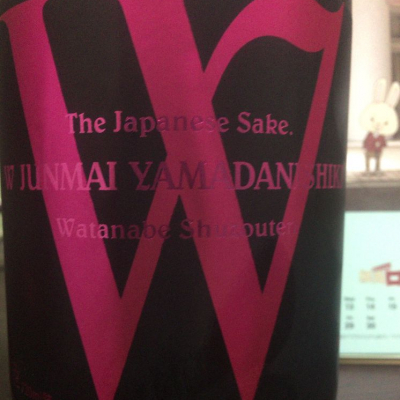 W
The Japanese Sake.
W JUNMAI YAMADANISHIKI
Watanabe Shuzouten